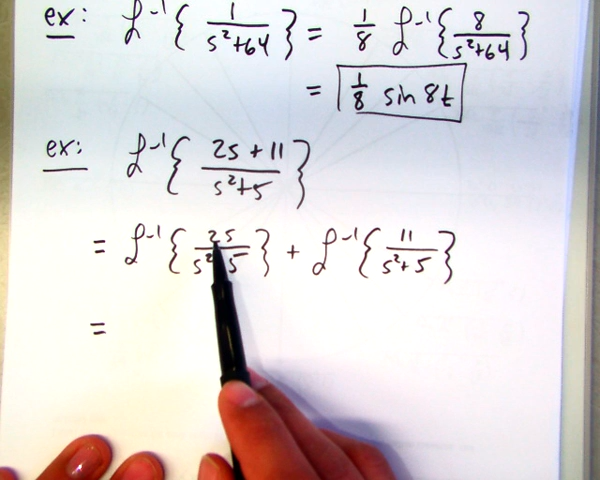 ex: ℒ⁻¹{ 1/(s²+64) } = 1/8 ℒ⁻¹{ 8/(s²+64) }
= 1/8 sin 8t
ex: ℒ⁻¹{ (2s+11)/(s²+5) }
= ℒ⁻¹{ 2s/(s²+5) } + ℒ⁻¹{ 11/(s²+5) }
=